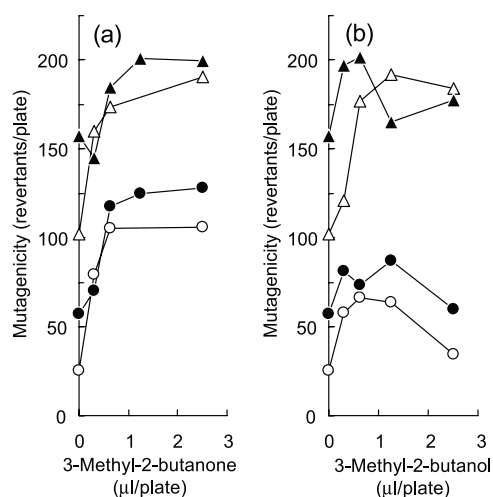 (a)
(b)
Mutagenicity (revertants/plate)
200
150
100
50
0
0 1 2 3
3-Methyl-2-butanone
(µl/plate)
Mutagenicity (revertants/plate)
200
150
100
50
0
0 1 2 3
3-Methyl-2-butanol
(µl/plate)